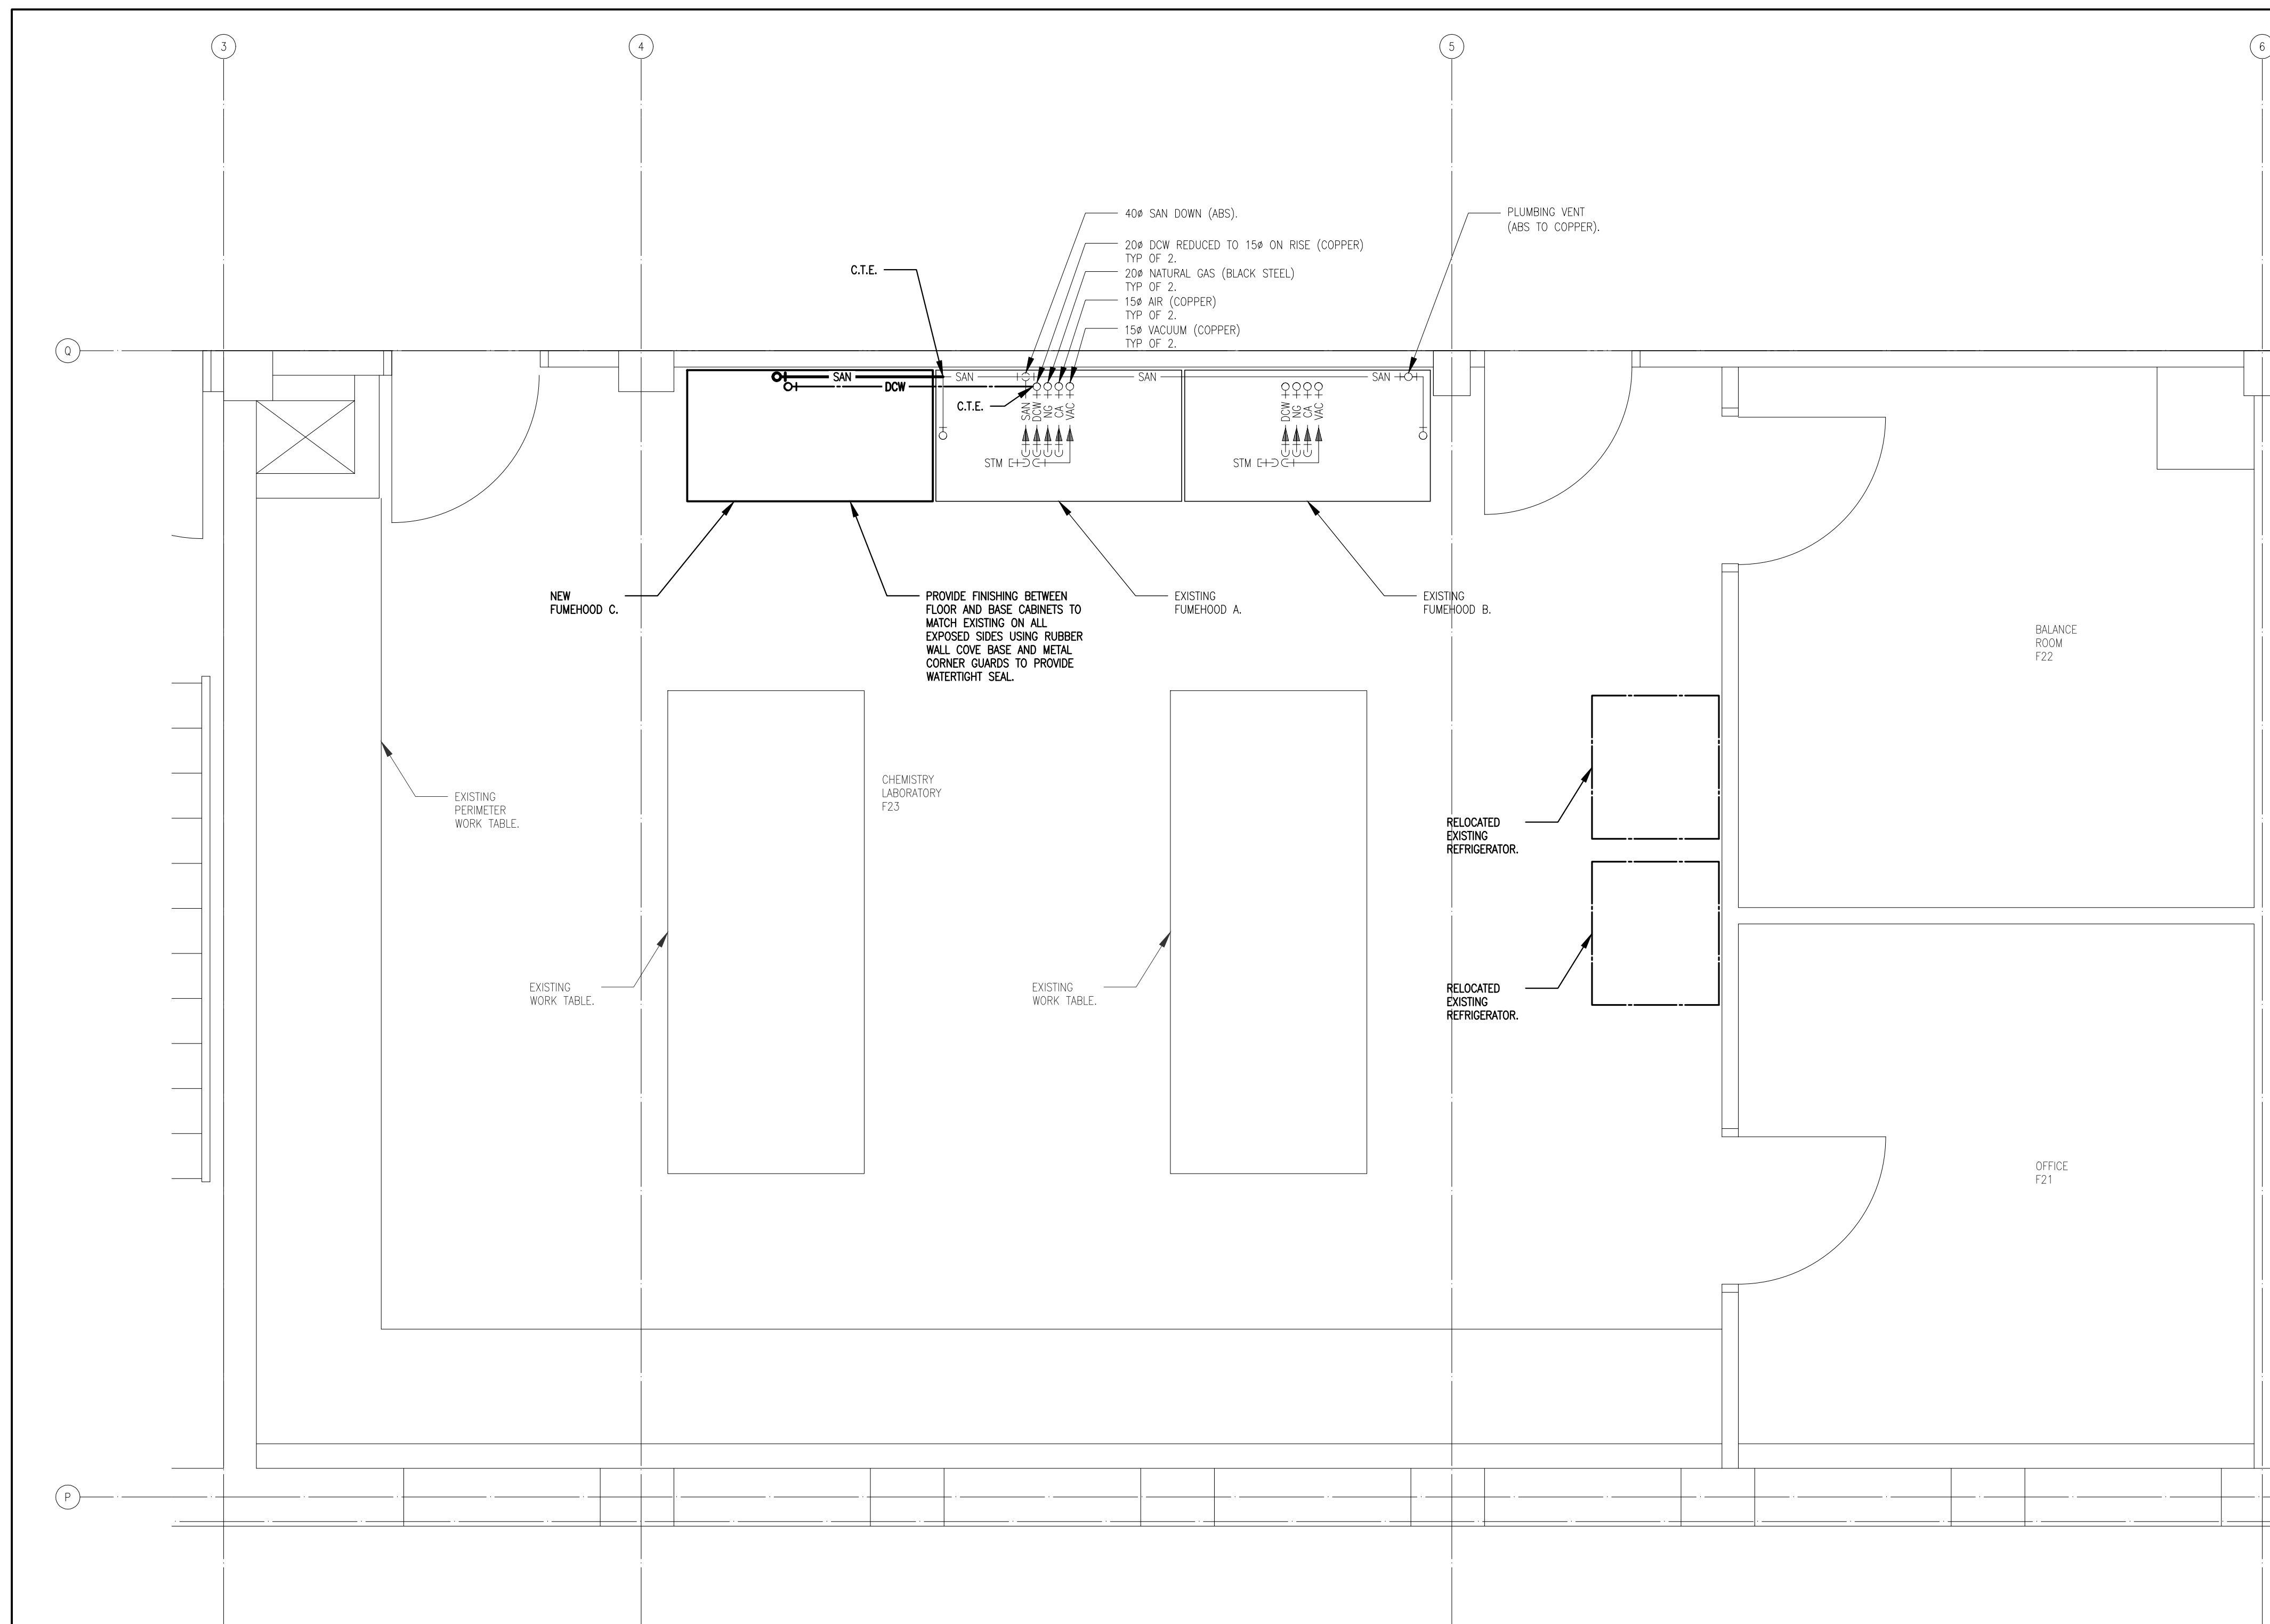 3
4
5
6
40ø SAN DOWN (ABS).
20ø DCW REDUCED TO 15ø ON RISE (COPPER)
TYP OF 2.
20ø NATURAL GAS (BLACK STEEL)
TYP OF 2.
15ø AIR (COPPER)
TYP OF 2.
15ø VACUUM (COPPER)
TYP OF 2.
PLUMBING VENT
(ABS TO COPPER).
C.T.E.
Q
SAN
SAN
SAN
SAN
DCW
C.T.E.
SAN
DCW
NG
CA
VAC
DCW
NG
CA
VAC
STM
STM
NEW
FUMEHOOD C.
PROVIDE FINISHING BETWEEN
FLOOR AND BASE CABINETS TO
MATCH EXISTING ON ALL
EXPOSED SIDES USING RUBBER
WALL COVE BASE AND METAL
CORNER GUARDS TO PROVIDE
WATERTIGHT SEAL.
EXISTING
FUMEHOOD A.
EXISTING
FUMEHOOD B.
BALANCE
ROOM
F22
CHEMISTRY
LABORATORY
F23
EXISTING
PERIMETER
WORK TABLE.
RELOCATED
EXISTING
REFRIGERATOR.
EXISTING
WORK TABLE.
EXISTING
WORK TABLE.
RELOCATED
EXISTING
REFRIGERATOR.
OFFICE
F21
P